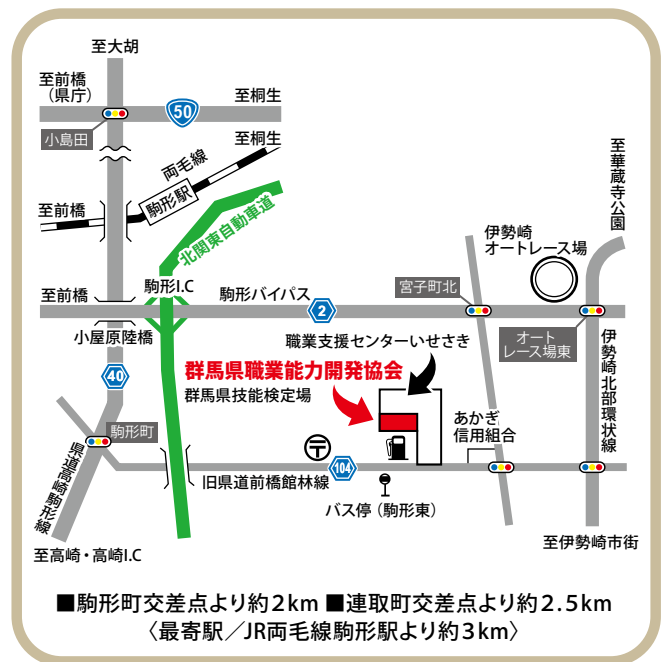 至大胡
至前橋
（県庁）
50
至桐生
小島田
至桐生
両毛線
駒形駅
至前橋
北関東自動車道
至華蔵寺公園
伊勢崎
オートレース場
駒形I.C
至前橋
駒形バイパス
2
宮子町北
小屋原陸橋
オート
レース場東
職業支援センターいせさき
伊勢崎北部環状線
群馬県職業能力開発協会
群馬県技能検定場
40
駒形町
あかぎ
信用組合
県道高崎駒形線
〒
104
旧県道前橋館林線
バス停（駒形東）
至高崎・高崎I.C
至伊勢崎市街
■駒形町交差点より約2km ■連取町交差点より約2.5km
〈最寄駅／JR両毛線駒形駅より約3km〉